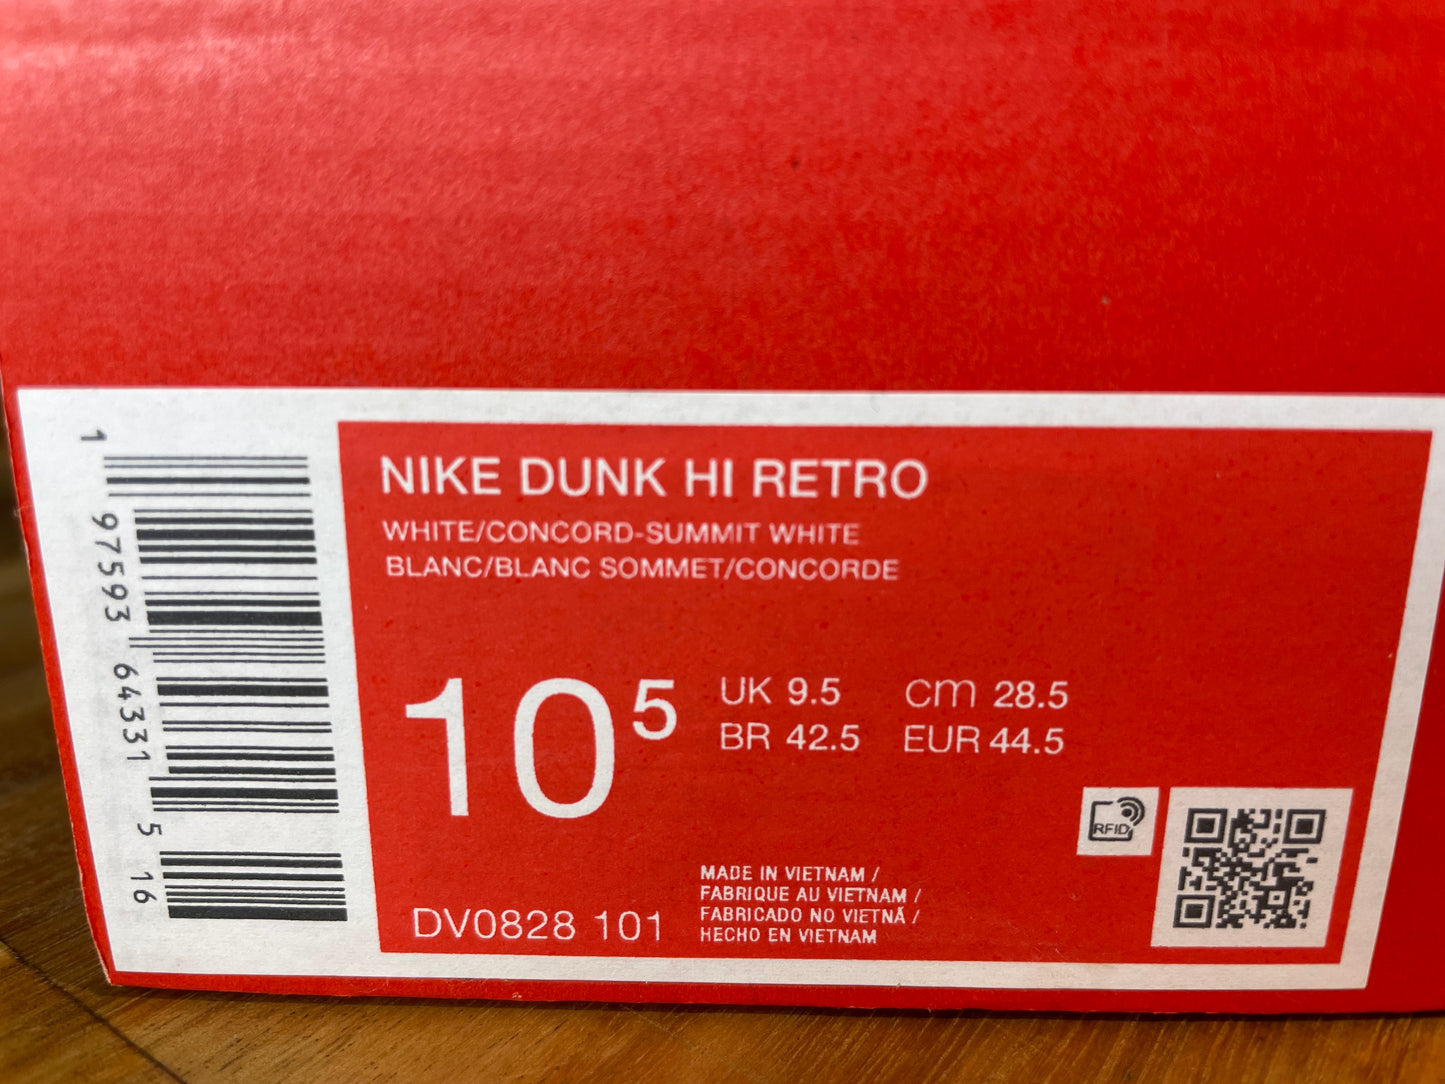 1 97593 64331 5 16
NIKE DUNK HI RETRO
WHITE/CONCORD-SUMMIT WHITE
BLANC/BLANC SOMMET/CONCORDE
10⁵
UK 9.5 cm 28.5
BR 42.5 EUR 44.5
RFID
MADE IN VIETNAM /
FABRIQUE AU VIETNAM /
FABRICADO NO VIETNÃ /
HECHO EN VIETNAM
DV0828 101